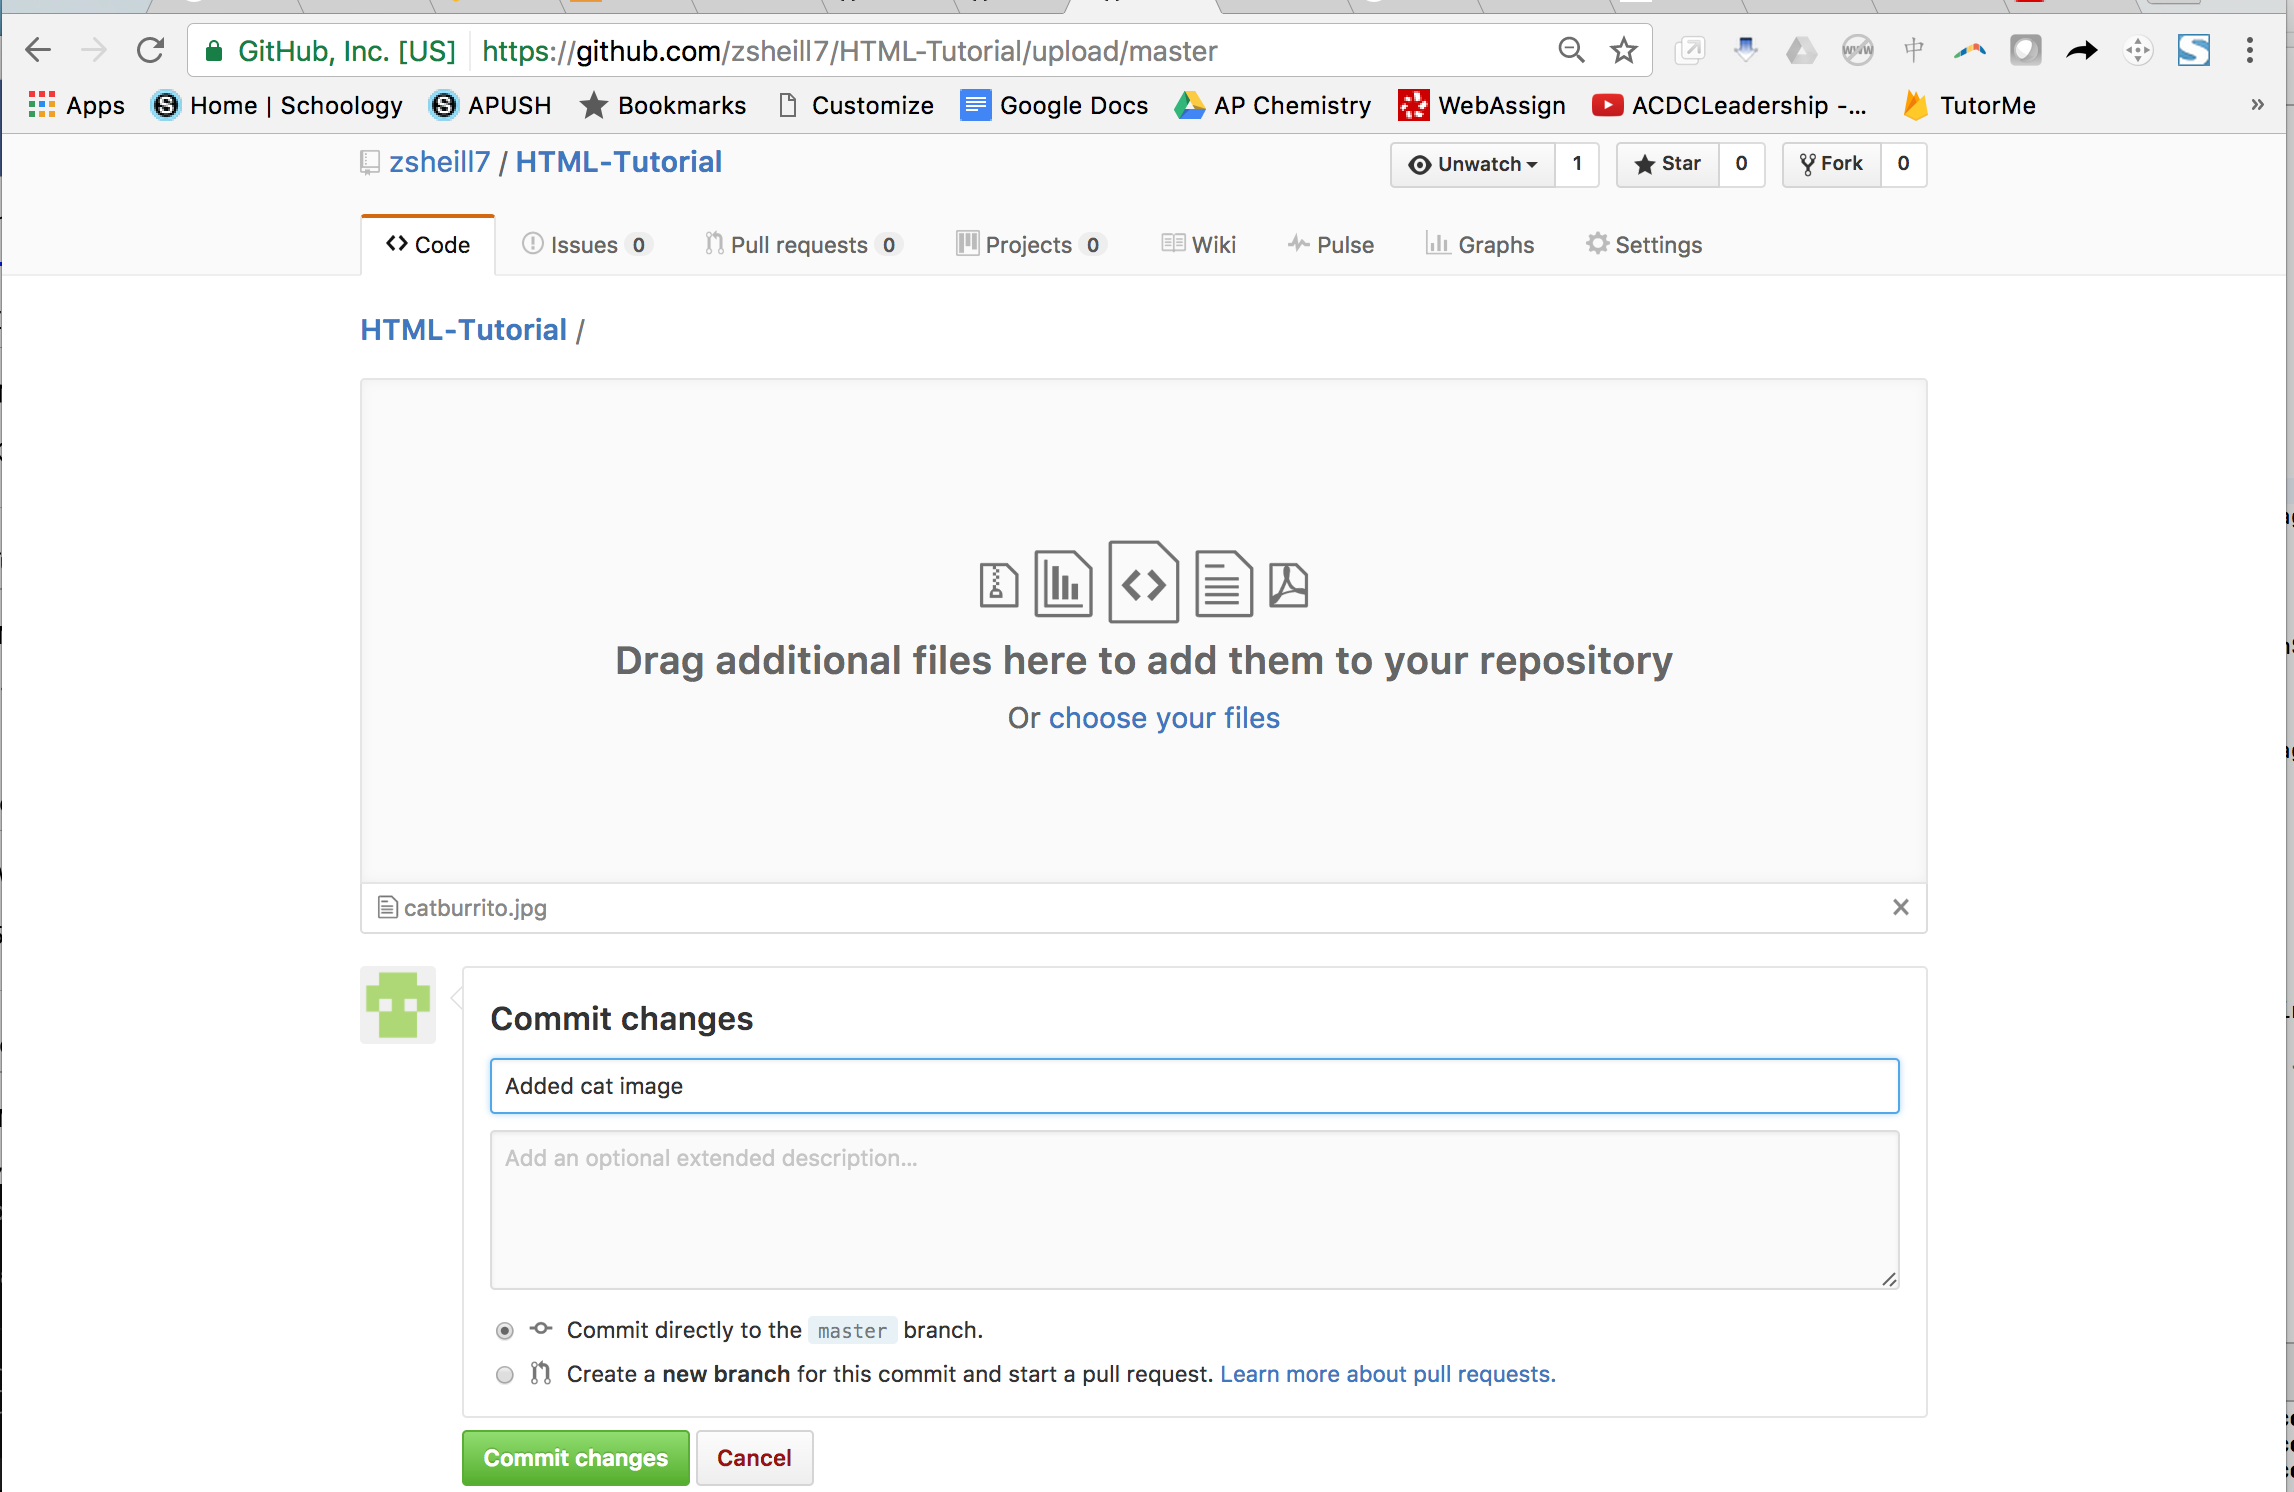 GitHub, Inc. [US] https://github.com/zsheill7/HTML-Tutorial/upload/master
Apps Home | Schoology APUSH Bookmarks Customize Google Docs AP Chemistry WebAssign ACDCLeadership -... TutorMe »
zsheill7 / HTML-Tutorial Unwatch 1 Star 0 Fork 0
Code Issues 0 Pull requests 0 Projects 0 Wiki Pulse Graphs Settings
HTML-Tutorial /
Drag additional files here to add them to your repository
Or choose your files
catburrito.jpg
Commit changes
Added cat image
Add an optional extended description...
Commit directly to the master branch.
Create a new branch for this commit and start a pull request. Learn more about pull requests.
Commit changes Cancel